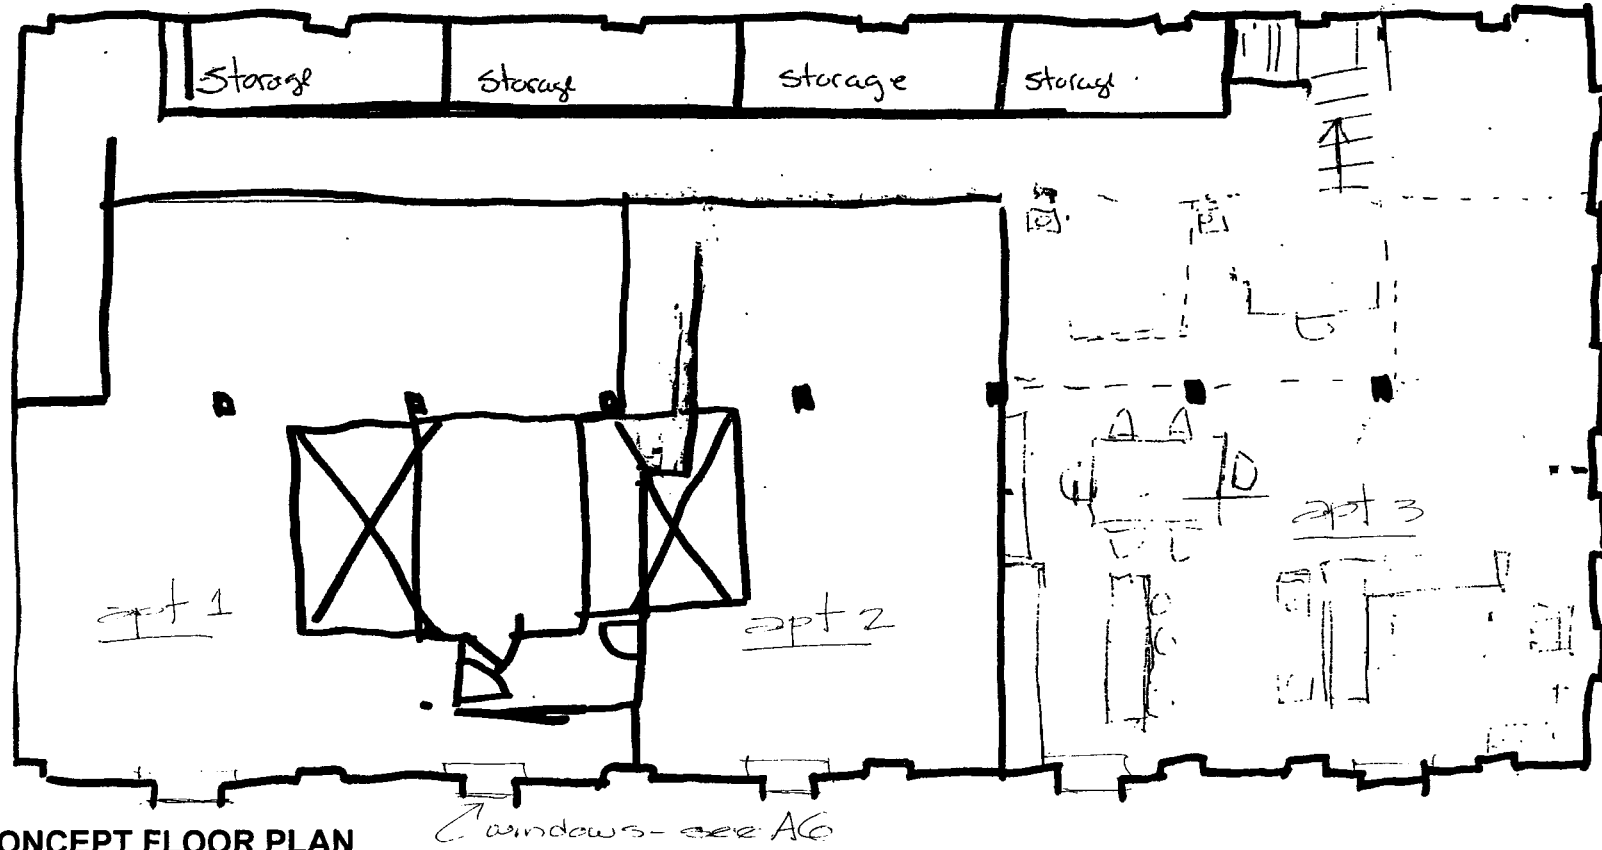 Storage Storage Storage Storage
apt 3
apt 1
apt 2
windows - see A6
ONCEPT FLOOR PLAN